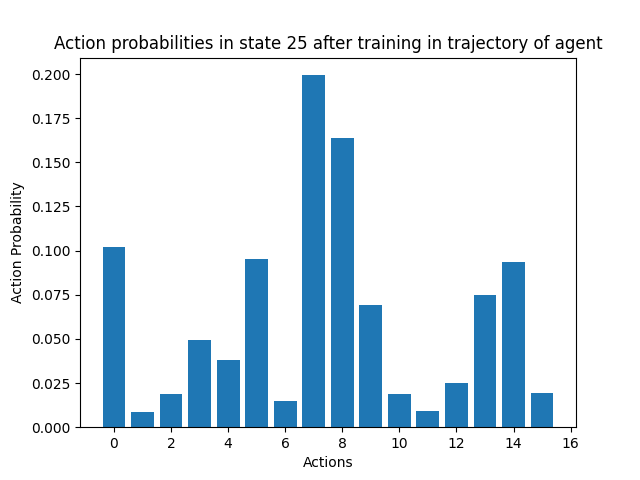 Action probabilities in state 25 after training in trajectory of agent
0.200
0.175
0.150
0.125
0.100
0.075
0.050
0.025
0.000
Action Probability
0 2 4 6 8 10 12 14 16
Actions